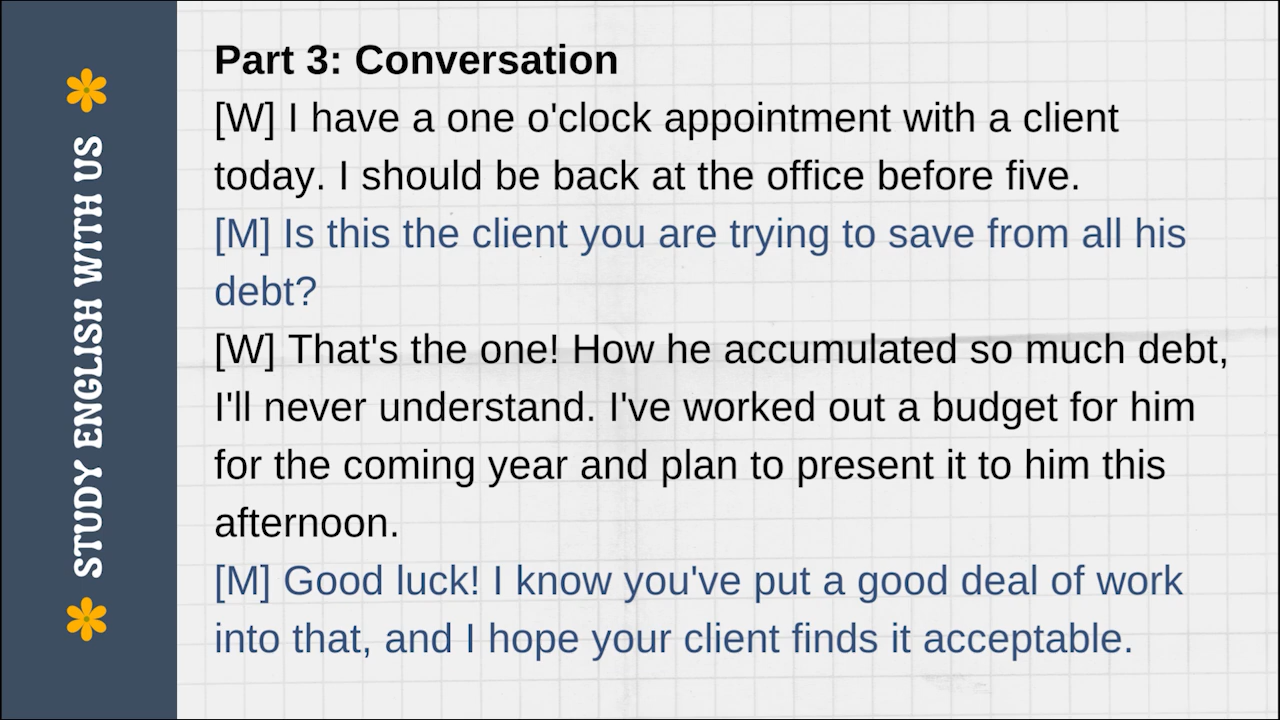 STUDY ENGLISH WITH US
Part 3: Conversation
[W] I have a one o'clock appointment with a client
today. I should be back at the office before five.
[M] Is this the client you are trying to save from all his
debt?
[W] That's the one! How he accumulated so much debt,
I'll never understand. I've worked out a budget for him
for the coming year and plan to present it to him this
afternoon.
[M] Good luck! I know you've put a good deal of work
into that, and I hope your client finds it acceptable.